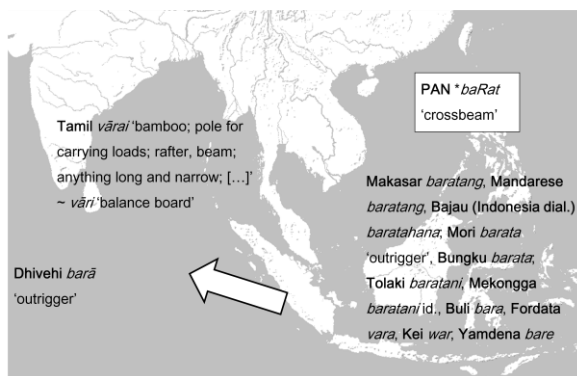 PAN *baRat
‘crossbeam’
Tamil vārai ‘bamboo; pole for
carrying loads; rafter, beam;
anything long and narrow; [...]’
~ vāri ‘balance board’
Makasar baratang, Mandarese
baratang, Bajau (Indonesia dial.)
baratahana; Mori barata
‘outrigger’, Bungku barata;
Tolaki baratani, Mekongga
baratani id., Buli bara, Fordata
vara, Kei war, Yamdena bare
Dhivehi barā
‘outrigger’